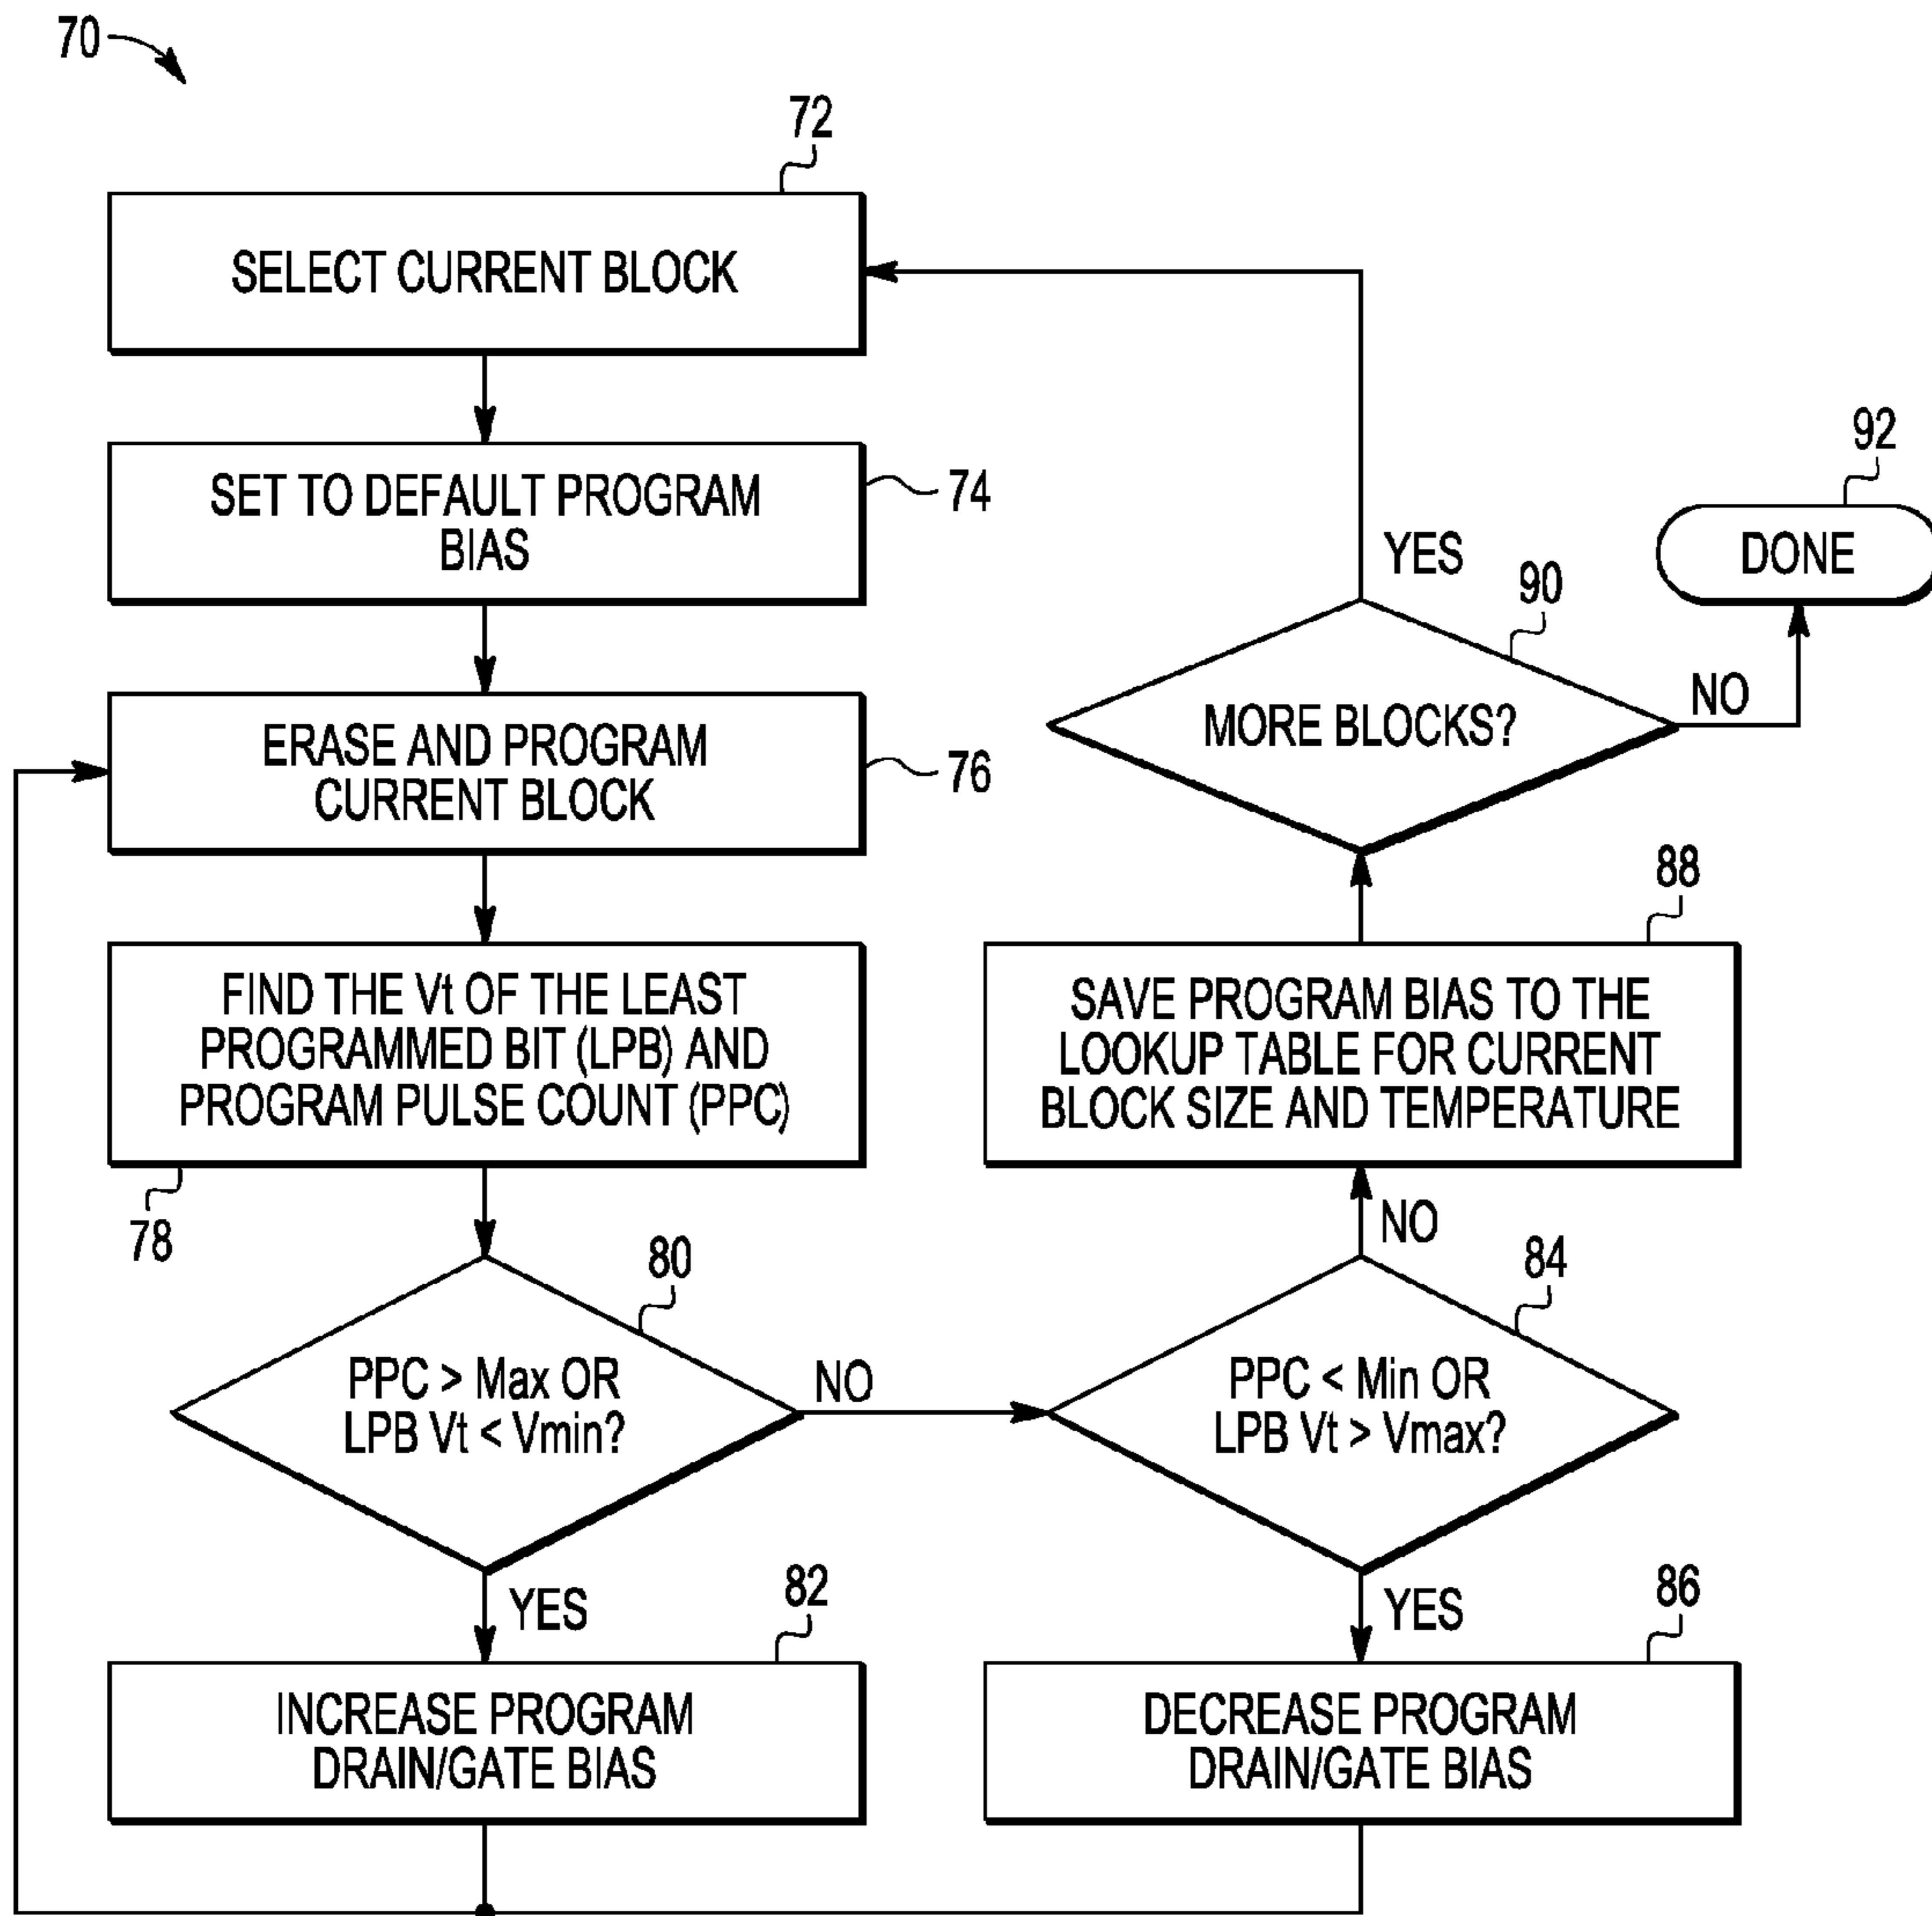 70
72
SELECT CURRENT BLOCK
SET TO DEFAULT PROGRAM
BIAS
74
ERASE AND PROGRAM
CURRENT BLOCK
76
FIND THE Vt OF THE LEAST
PROGRAMMED BIT (LPB) AND
PROGRAM PULSE COUNT (PPC)
78
80
PPC > Max OR
LPB Vt < Vmin?
NO
YES
82
INCREASE PROGRAM
DRAIN/GATE BIAS
84
PPC < Min OR
LPB Vt > Vmax?
YES
86
DECREASE PROGRAM
DRAIN/GATE BIAS
NO
88
SAVE PROGRAM BIAS TO THE
LOOKUP TABLE FOR CURRENT
BLOCK SIZE AND TEMPERATURE
90
MORE BLOCKS?
YES
NO
92
DONE